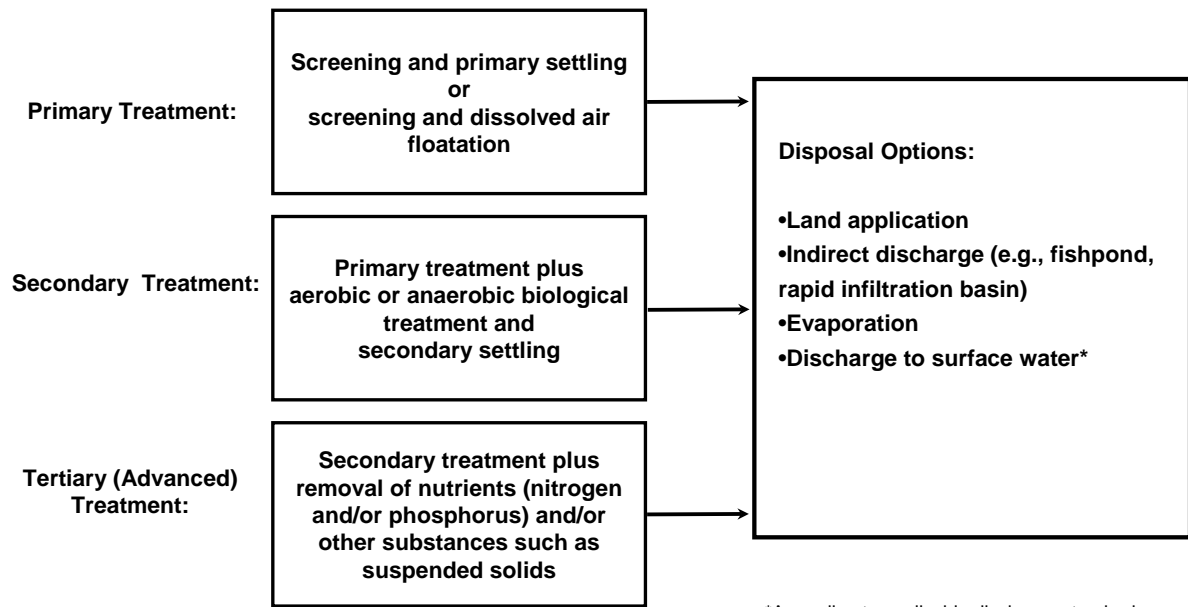 Primary Treatment:
Screening and primary settling
or
screening and dissolved air
floatation
Secondary Treatment:
Primary treatment plus
aerobic or anaerobic biological
treatment and
secondary settling
Tertiary (Advanced)
Treatment:
Secondary treatment plus
removal of nutrients (nitrogen
and/or phosphorus) and/or
other substances such as
suspended solids
Disposal Options:
•Land application
•Indirect discharge (e.g., fishpond,
rapid infiltration basin)
•Evaporation
•Discharge to surface water*